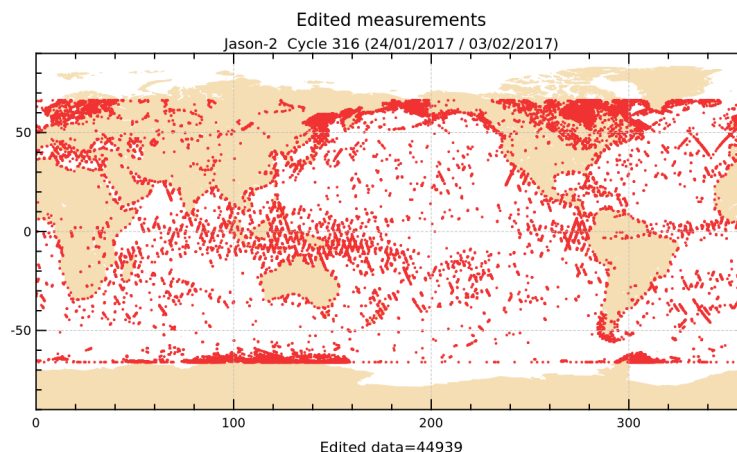 Edited measurements
Jason-2 Cycle 316 (24/01/2017 / 03/02/2017)
50
0
-50
0 100 200 300
Edited data=44939